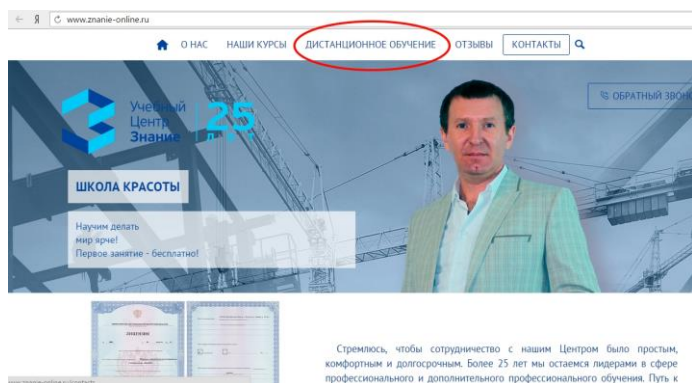 Я www.znanie-online.ru
О НАС НАШИ КУРСЫ ДИСТАНЦИОННОЕ ОБУЧЕНИЕ ОТЗЫВЫ КОНТАКТЫ
ОБРАТНЫЙ ЗВОНО
Учебный
Центр
Знание
25
ШКОЛА КРАСОТЫ
Научим делать
мир ярче!
Первое занятие - бесплатно!
ЛИЦЕНЗИЯ
Стремлюсь, чтобы сотрудничество с нашим Центром было простым,
комфортным и долгосрочным. Более 25 лет мы остаемся лидерами в сфере
профессионального и дополнительного профессионального обучения. Путь к